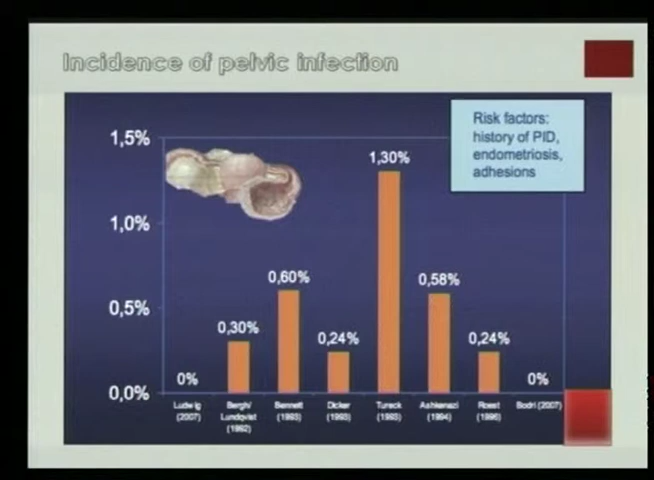 Incidence of pelvic infection
Risk factors:
history of PID,
endometriosis,
adhesions
1,5%
1,0%
0,5%
0,0%
0%
0,30%
0,60%
0,24%
1,30%
0,58%
0,24%
0%
Ludwig
(2007)
Bergh/
Lundqvist
(1992)
Bennett
(1993)
Dicker
(1993)
Tureck
(1993)
Ashkenazi
(1994)
Roest
(1996)
Bodri (2007)